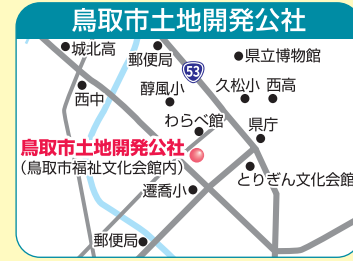 鳥取市土地開発公社
城北高
郵便局
県立博物館
53
西中
醇風小
久松小
西高
わらべ館
県庁
鳥取市土地開発公社
(鳥取市福祉文化会館内)
とりぎん文化会館
遷喬小
郵便局